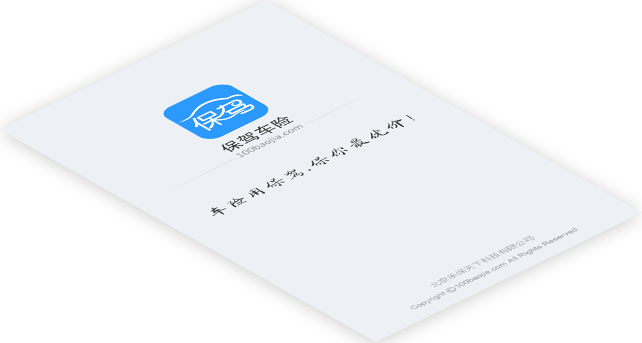 保驾
保驾车险
100baojia.com
车险用保驾,保你最优价!
北京乐保天下科技有限公司
Copyright ©100baojia.com All Rights Reserved